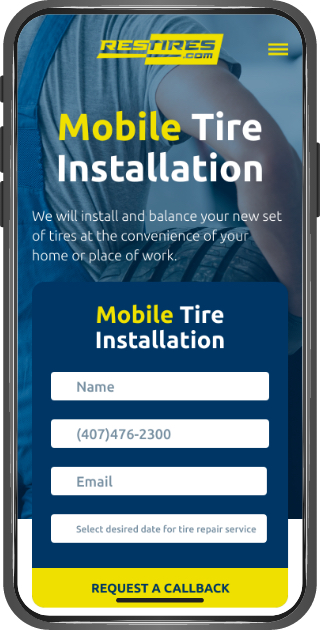 RESTIRES
.COM
Mobile Tire
Installation
We will install and balance your new set
of tires at the convenience of your
home or place of work.
Mobile Tire
Installation
Name
(407)476-2300
Email
Select desired date for tire repair service
REQUEST A CALLBACK